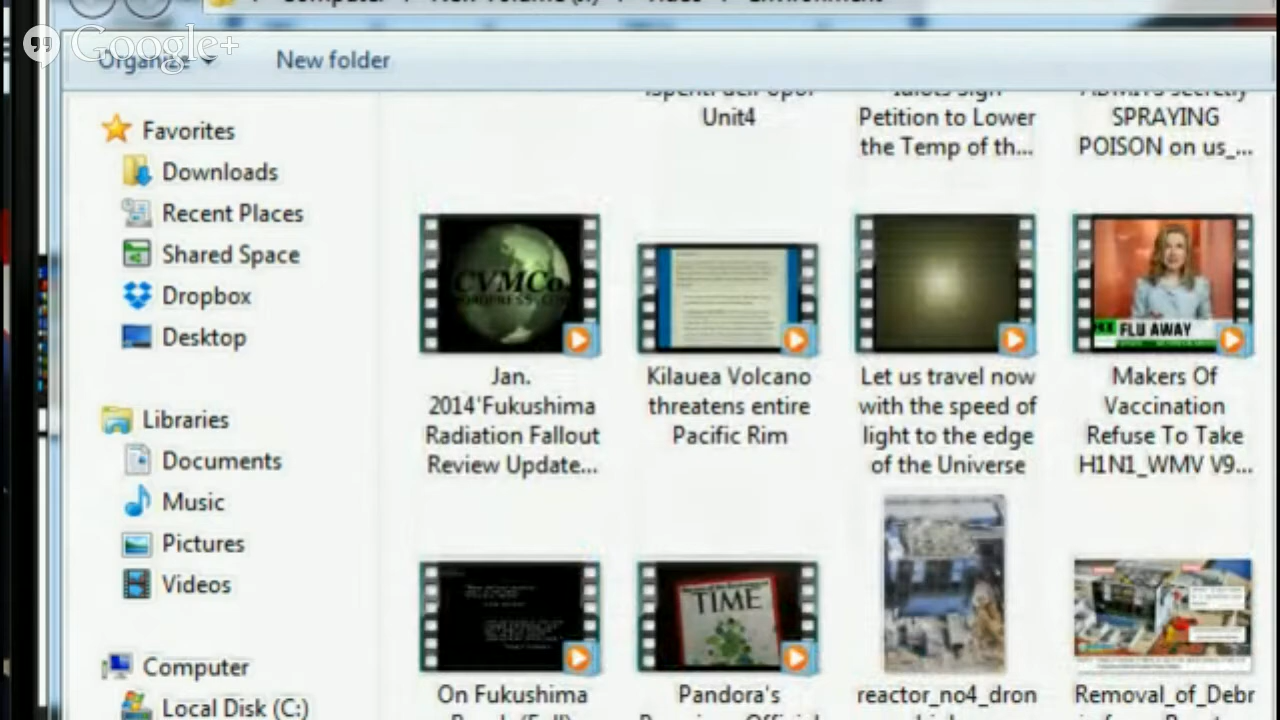 Google+
Organize
New folder
Favorites
Downloads
Recent Places
Shared Space
Dropbox
Desktop
Libraries
Documents
Music
Pictures
Videos
Computer
Local Disk (C:)
Unit4
Petition to Lower
the Temp of th...
SPRAYING
POISON on us_...
CVMCo
FLU AWAY
Jan.
2014'Fukushima
Radiation Fallout
Review Update...
Kilauea Volcano
threatens entire
Pacific Rim
Let us travel now
with the speed of
light to the edge
of the Universe
Makers Of
Vaccination
Refuse To Take
H1N1_WMV V9...
TIME
On Fukushima
Pandora's
reactor_no4_dron
Removal_of_Debr